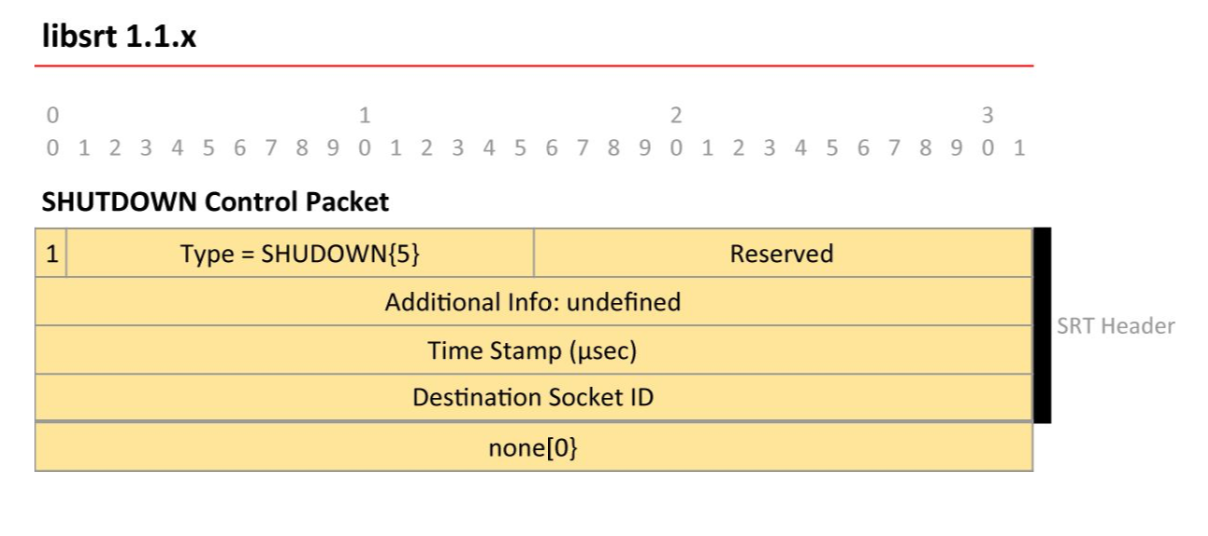 libsrt 1.1.x
0 1 2 3
0 1 2 3 4 5 6 7 8 9 0 1 2 3 4 5 6 7 8 9 0 1 2 3 4 5 6 7 8 9 0 1
SHUTDOWN Control Packet
1 Type = SHUDOWN{5} Reserved
Additional Info: undefined
SRT Header
Time Stamp (µsec)
Destination Socket ID
none[0}